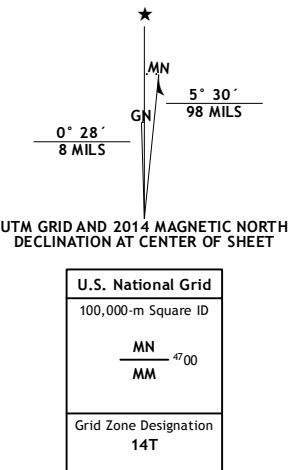 ★
MN
GN
5° 30´
98 MILS
0° 28´
8 MILS
UTM GRID AND 2014 MAGNETIC NORTH
DECLINATION AT CENTER OF SHEET
U.S. National Grid
100,000-m Square ID
MN
4700
MM
Grid Zone Designation
14T